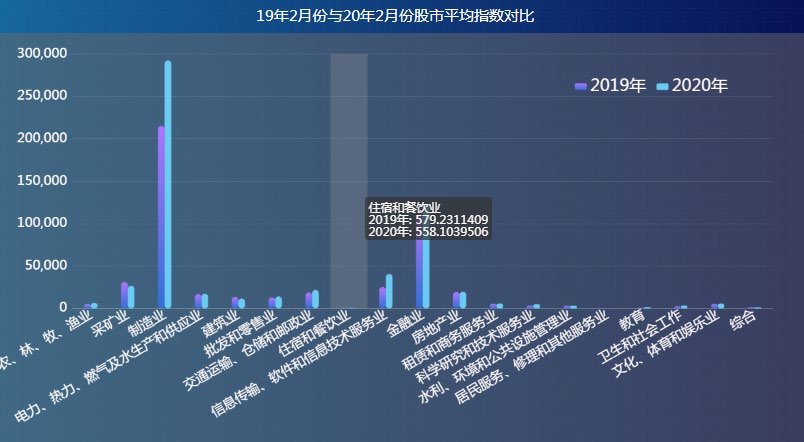 19年2月份与20年2月份股市平均指数对比
2019年
2020年
300,000
250,000
200,000
150,000
100,000
50,000
0
住宿和餐饮业
2019年: 579.2311409
2020年: 558.1039506
农、林、牧、渔业
采矿业
制造业
电力、热力、燃气及水生产和供应业
建筑业
批发和零售业
交通运输、仓储和邮政业
住宿和餐饮业
信息传输、软件和信息技术服务业
金融业
房地产业
租赁和商务服务业
科学研究和技术服务业
水利、环境和公共设施管理业
居民服务、修理和其他服务业
教育
卫生和社会工作
文化、体育和娱乐业
综合